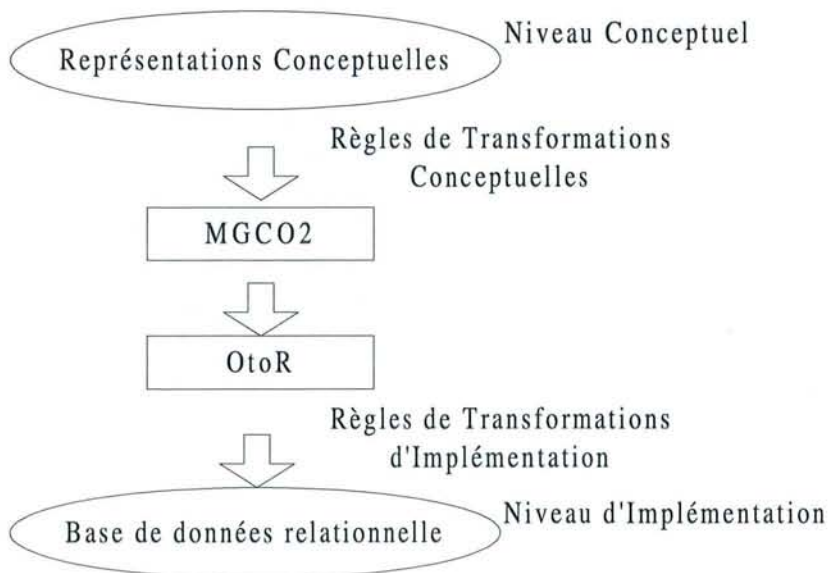 Niveau Conceptuel
Représentations Conceptuelles
Règles de Transformations
Conceptuelles
MGCO2
OtoR
Règles de Transformations
d'Implémentation
Niveau d'Implémentation
Base de données relationnelle